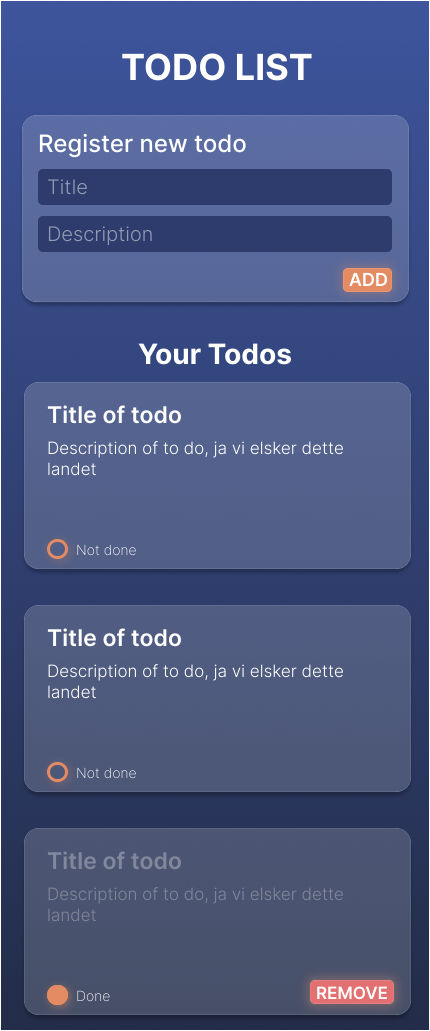 TODO LIST
Register new todo
Title
Description
ADD
Your Todos
Title of todo
Description of to do, ja vi elsker dette
landet
Not done
Title of todo
Description of to do, ja vi elsker dette
landet
Not done
Title of todo
Description of to do, ja vi elsker dette
landet
Done
REMOVE